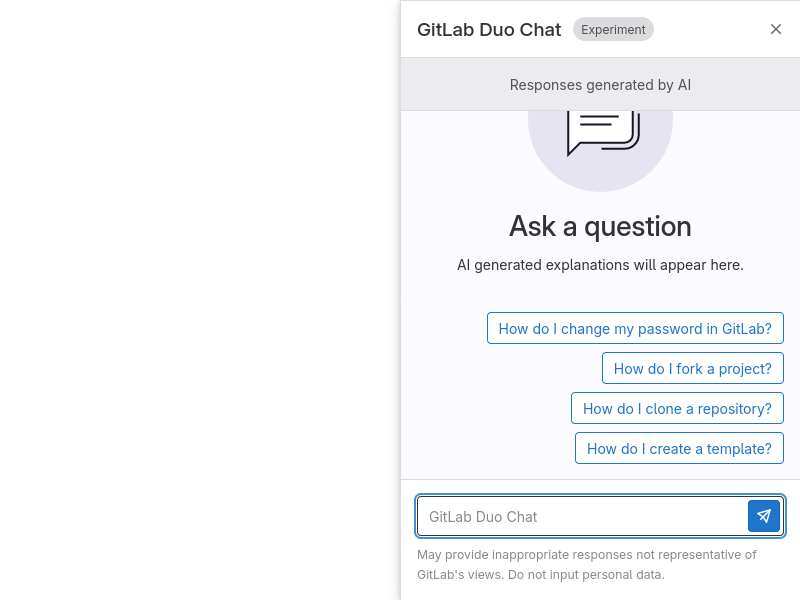 GitLab Duo Chat
Experiment
Responses generated by AI
Ask a question
AI generated explanations will appear here.
How do I change my password in GitLab?
How do I fork a project?
How do I clone a repository?
How do I create a template?
GitLab Duo Chat
May provide inappropriate responses not representative of
GitLab's views. Do not input personal data.